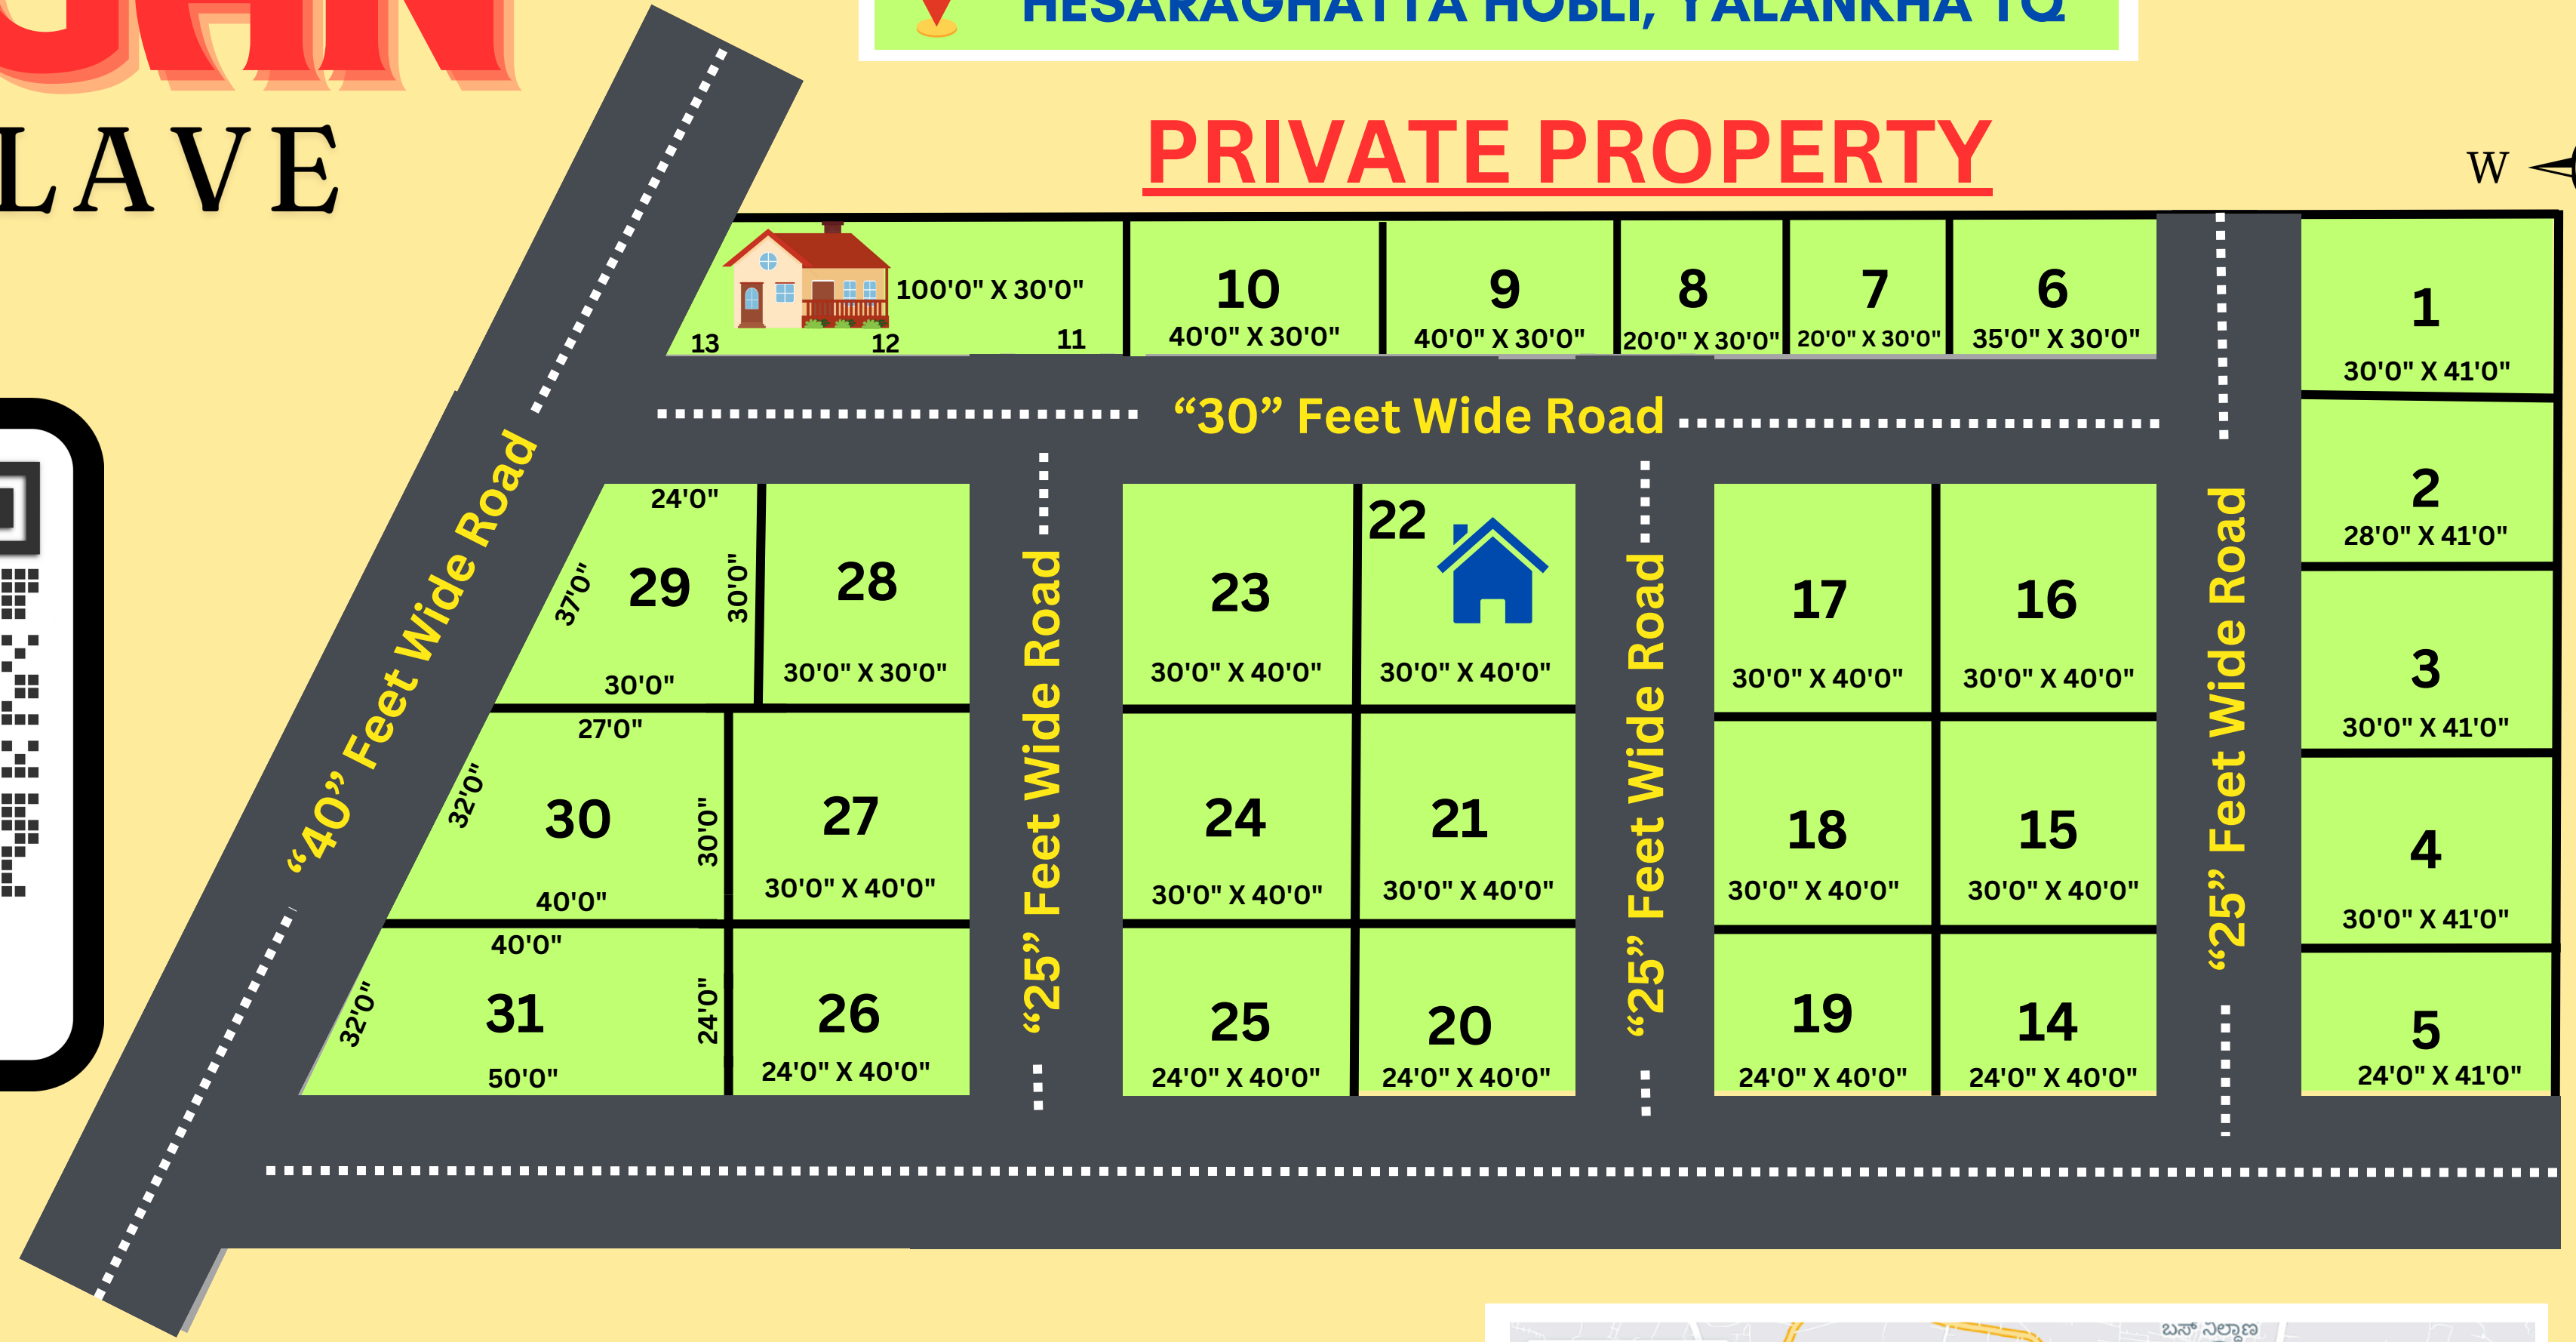 HESARAGHATTA HOBLI, YALANKHA TQ
LAVE
PRIVATE PROPERTY
W
100'0" X 30'0"
13
12
11
10
40'0" X 30'0"
9
40'0" X 30'0"
8
20'0" X 30'0"
7
20'0" X 30'0"
6
35'0" X 30'0"
1
30'0" X 41'0"
“30” Feet Wide Road
2
28'0" X 41'0"
3
30'0" X 41'0"
4
30'0" X 41'0"
5
24'0" X 41'0"
“40” Feet Wide Road
24'0"
37'0"
29
30'0"
30'0"
28
30'0" X 30'0"
27'0"
32'0"
30
30'0"
40'0"
27
30'0" X 40'0"
40'0"
32'0"
31
24'0"
50'0"
26
24'0" X 40'0"
“25” Feet Wide Road
23
30'0" X 40'0"
22
30'0" X 40'0"
24
30'0" X 40'0"
21
30'0" X 40'0"
25
24'0" X 40'0"
20
24'0" X 40'0"
“25” Feet Wide Road
17
30'0" X 40'0"
16
30'0" X 40'0"
18
30'0" X 40'0"
15
30'0" X 40'0"
19
24'0" X 40'0"
14
24'0" X 40'0"
“25” Feet Wide Road
ಬಸ್ ನಿಲ್ದಾಣ